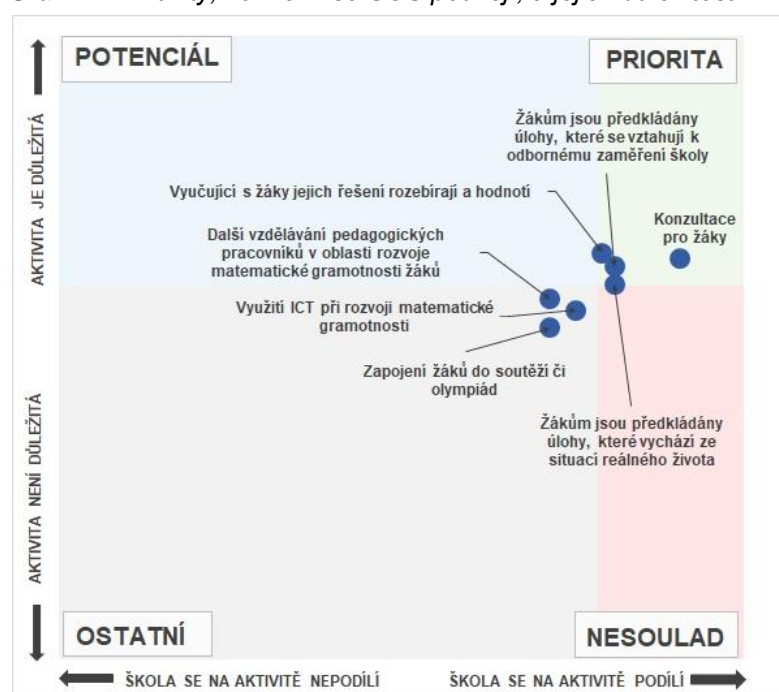 POTENCIÁL
PRIORITA
AKTIVITA JE DŮLEŽITÁ
AKTIVITA NENÍ DŮLEŽITÁ
Žákům jsou předkládány
úlohy, které se vztahují k
odbornému zaměření školy
Vyučující s žáky jejich řešení rozebírají a hodnotí
Konzultace
pro žáky
Další vzdělávání pedagogických
pracovníků v oblasti rozvoje
matematické gramotnosti žáků
Využití ICT při rozvoji matematické
gramotnosti
Zapojení žáků do soutěží či
olympiád
Žákům jsou předkládány
úlohy, které vychází ze
situací reálného života
OSTATNÍ
NESOULAD
ŠKOLA SE NA AKTIVITĚ NEPODÍLÍ
ŠKOLA SE NA AKTIVITĚ PODÍLÍ